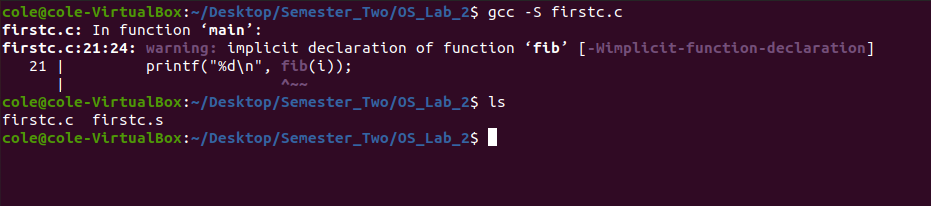 cole@cole-VirtualBox:~/Desktop/Semester_Two/OS_Lab_2$ gcc -S firstc.c
firstc.c: In function ‘main’:
firstc.c:21:24: warning: implicit declaration of function ‘fib’ [-Wimplicit-function-declaration]
   21 |         printf("%d\n", fib(i));
      |                        ^~~
cole@cole-VirtualBox:~/Desktop/Semester_Two/OS_Lab_2$ ls
firstc.c  firstc.s
cole@cole-VirtualBox:~/Desktop/Semester_Two/OS_Lab_2$